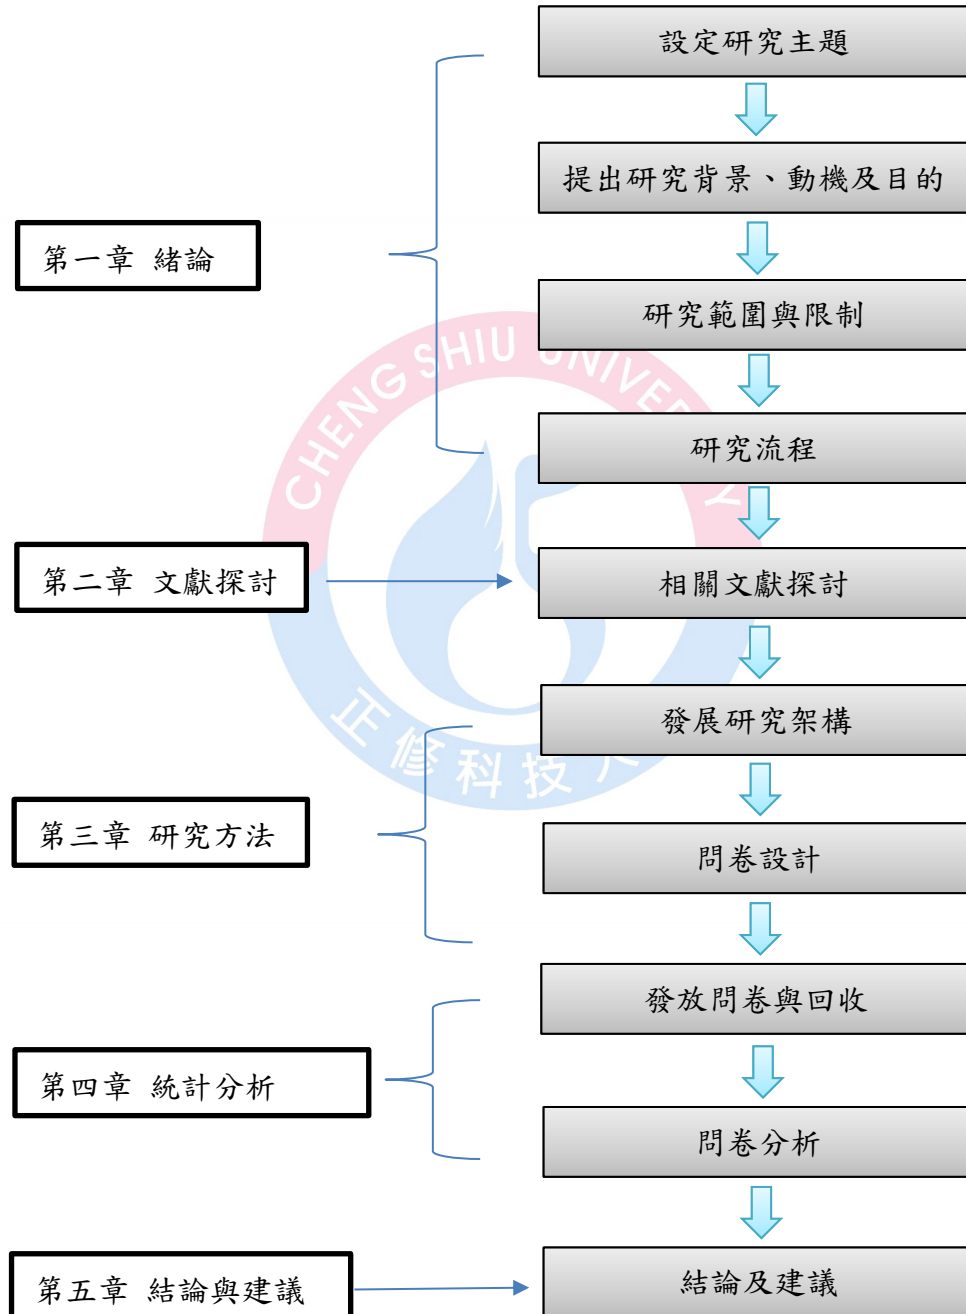 設定研究主題
提出研究背景、動機及目的
第一章 緒論
研究範圍與限制
CHENG SHIU UNIVERSITY
研究流程
第二章 文獻探討
相關文獻探討
發展研究架構
正修科技大
第三章 研究方法
問卷設計
發放問卷與回收
第四章 統計分析
問卷分析
第五章 結論與建議
結論及建議